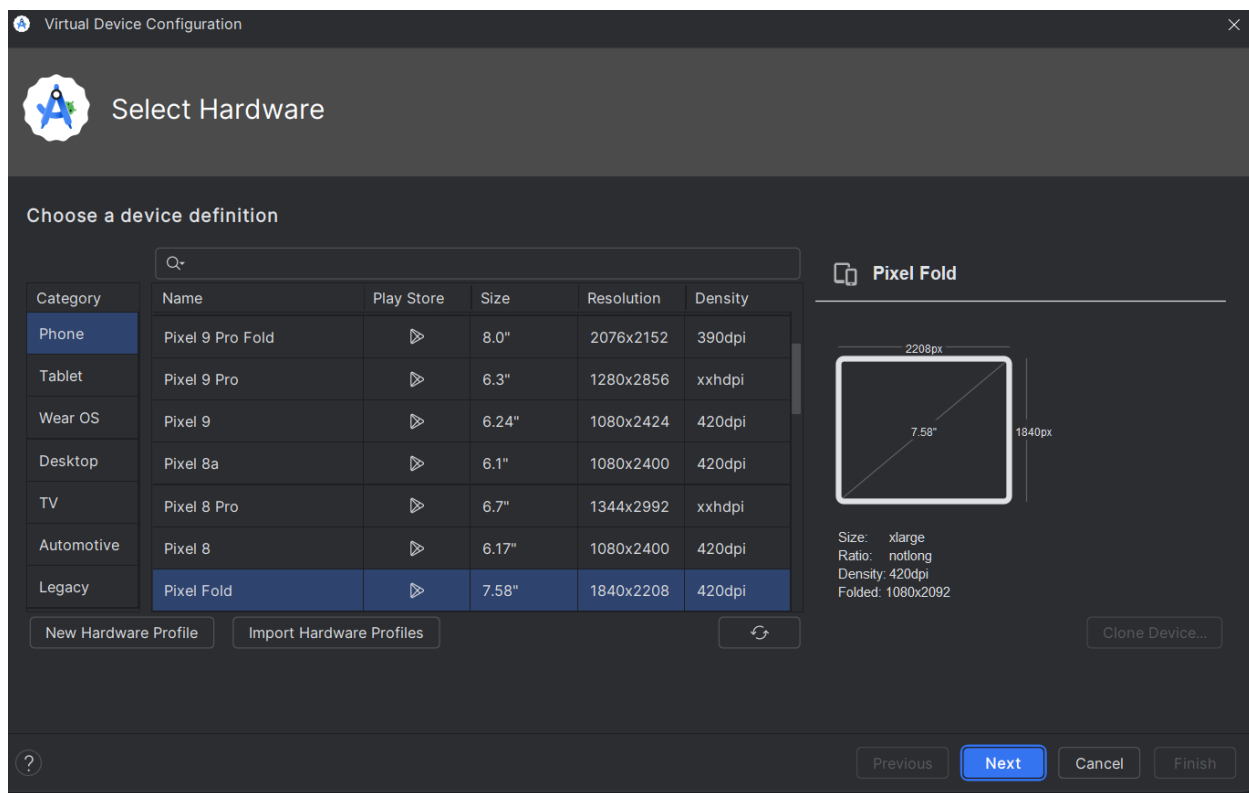 Virtual Device Configuration
Select Hardware
Choose a device definition
Category Name Play Store Size Resolution Density
Phone
Tablet
Wear OS
Desktop
TV
Automotive
Legacy
Pixel 9 Pro Fold 8.0" 2076x2152 390dpi
Pixel 9 Pro 6.3" 1280x2856 xxhdpi
Pixel 9 6.24" 1080x2424 420dpi
Pixel 8a 6.1" 1080x2400 420dpi
Pixel 8 Pro 6.7" 1344x2992 xxhdpi
Pixel 8 6.17" 1080x2400 420dpi
Pixel Fold 7.58" 1840x2208 420dpi
New Hardware Profile Import Hardware Profiles
Pixel Fold
2208px
7.58"
1840px
Size: xlarge
Ratio: notlong
Density: 420dpi
Folded: 1080x2092
Clone Device...
? Previous Next Cancel Finish